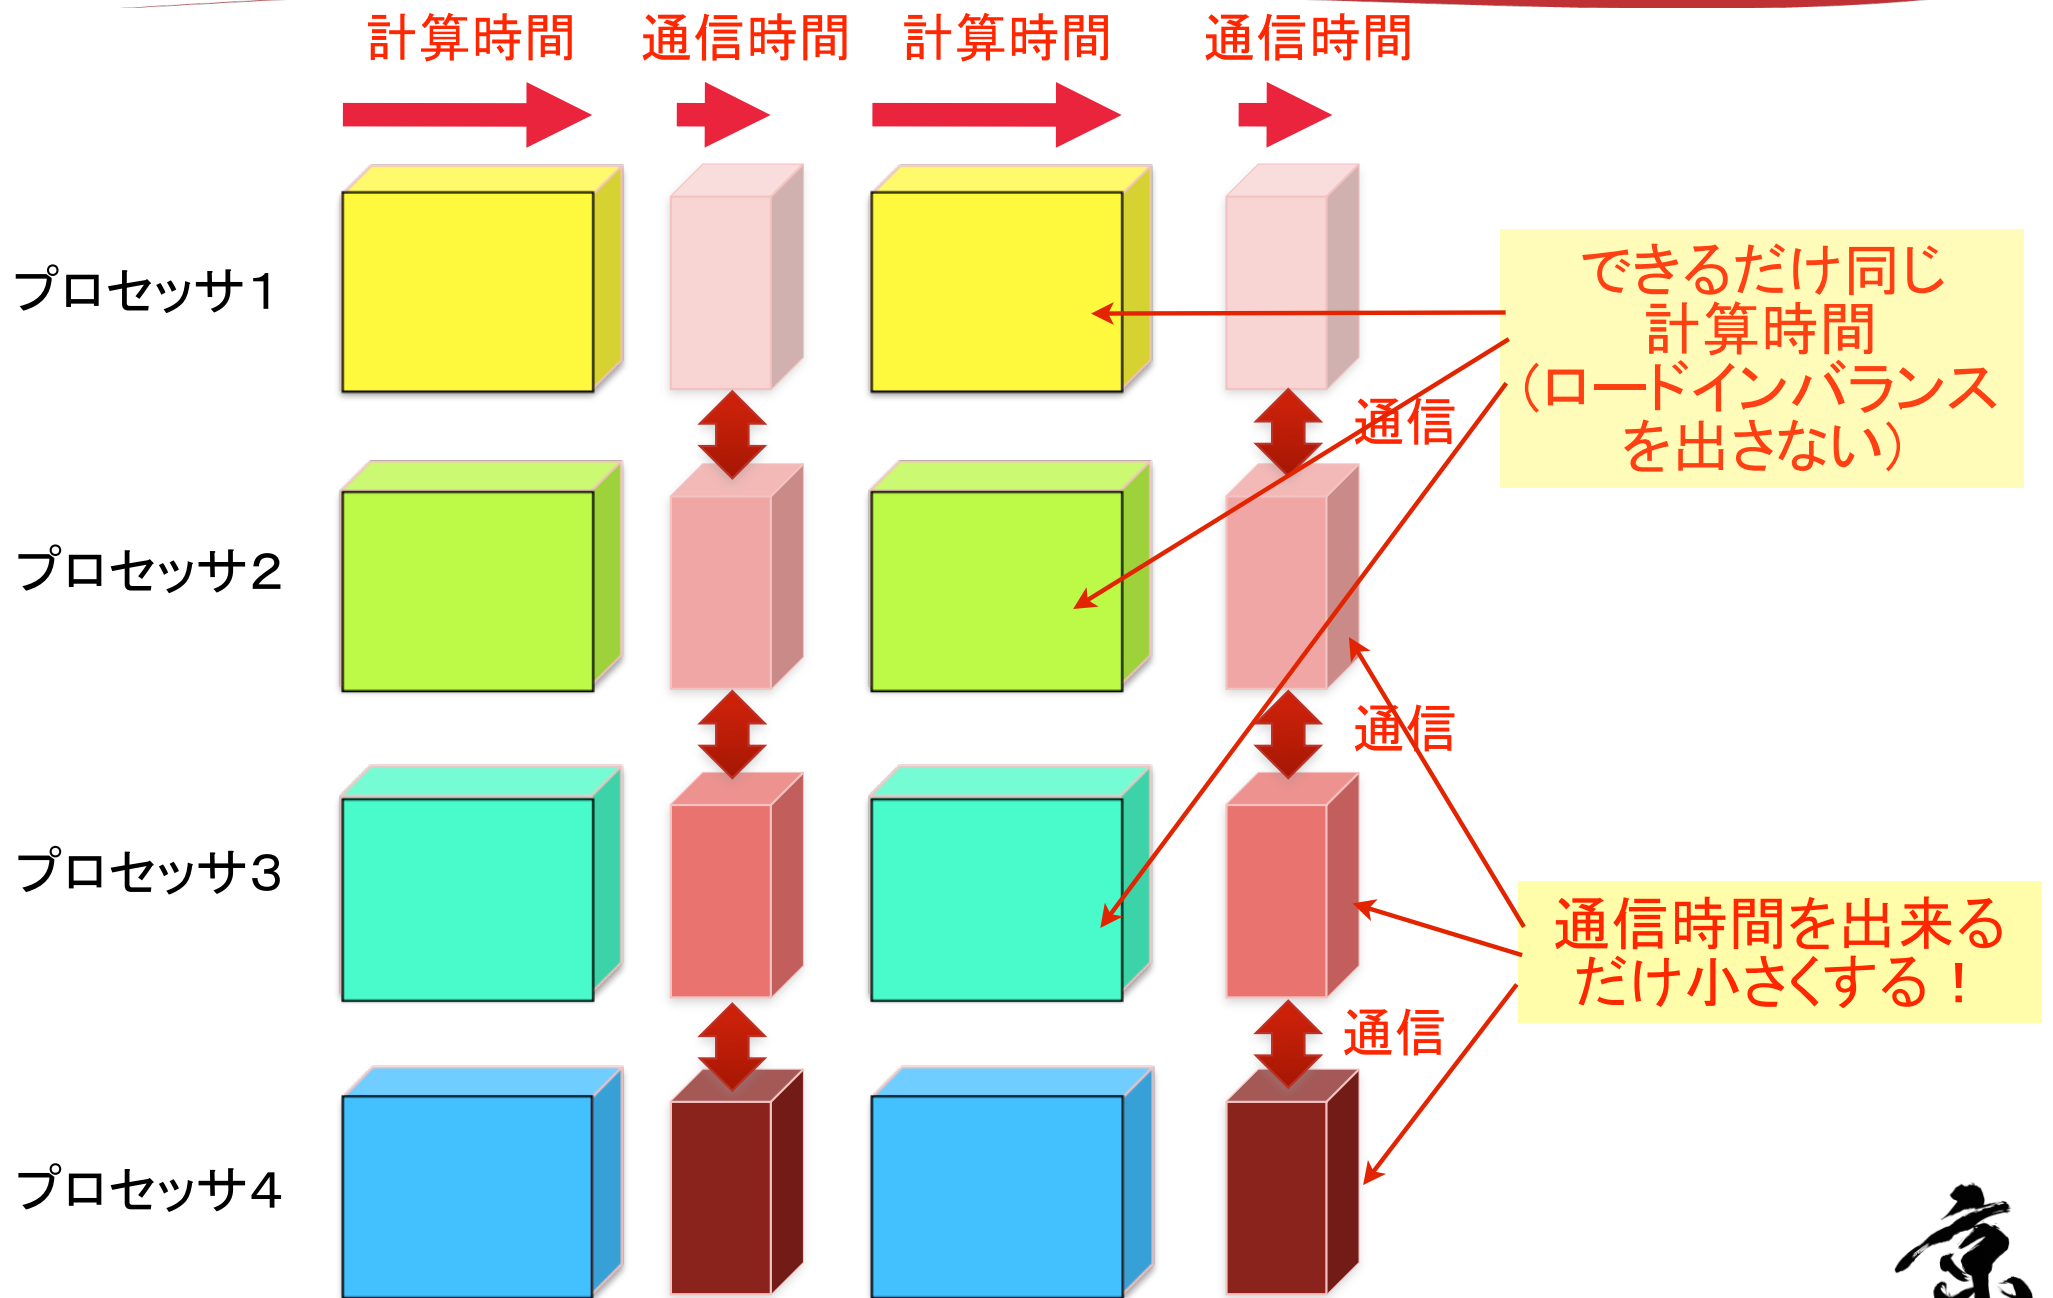 計算時間 通信時間 計算時間 通信時間
プロセッサ1
できるだけ同じ
計算時間
(ロードインバランス
を出さない)
通信
プロセッサ2
通信
プロセッサ3
通信時間を出来る
だけ小さくする!
通信
プロセッサ4
京